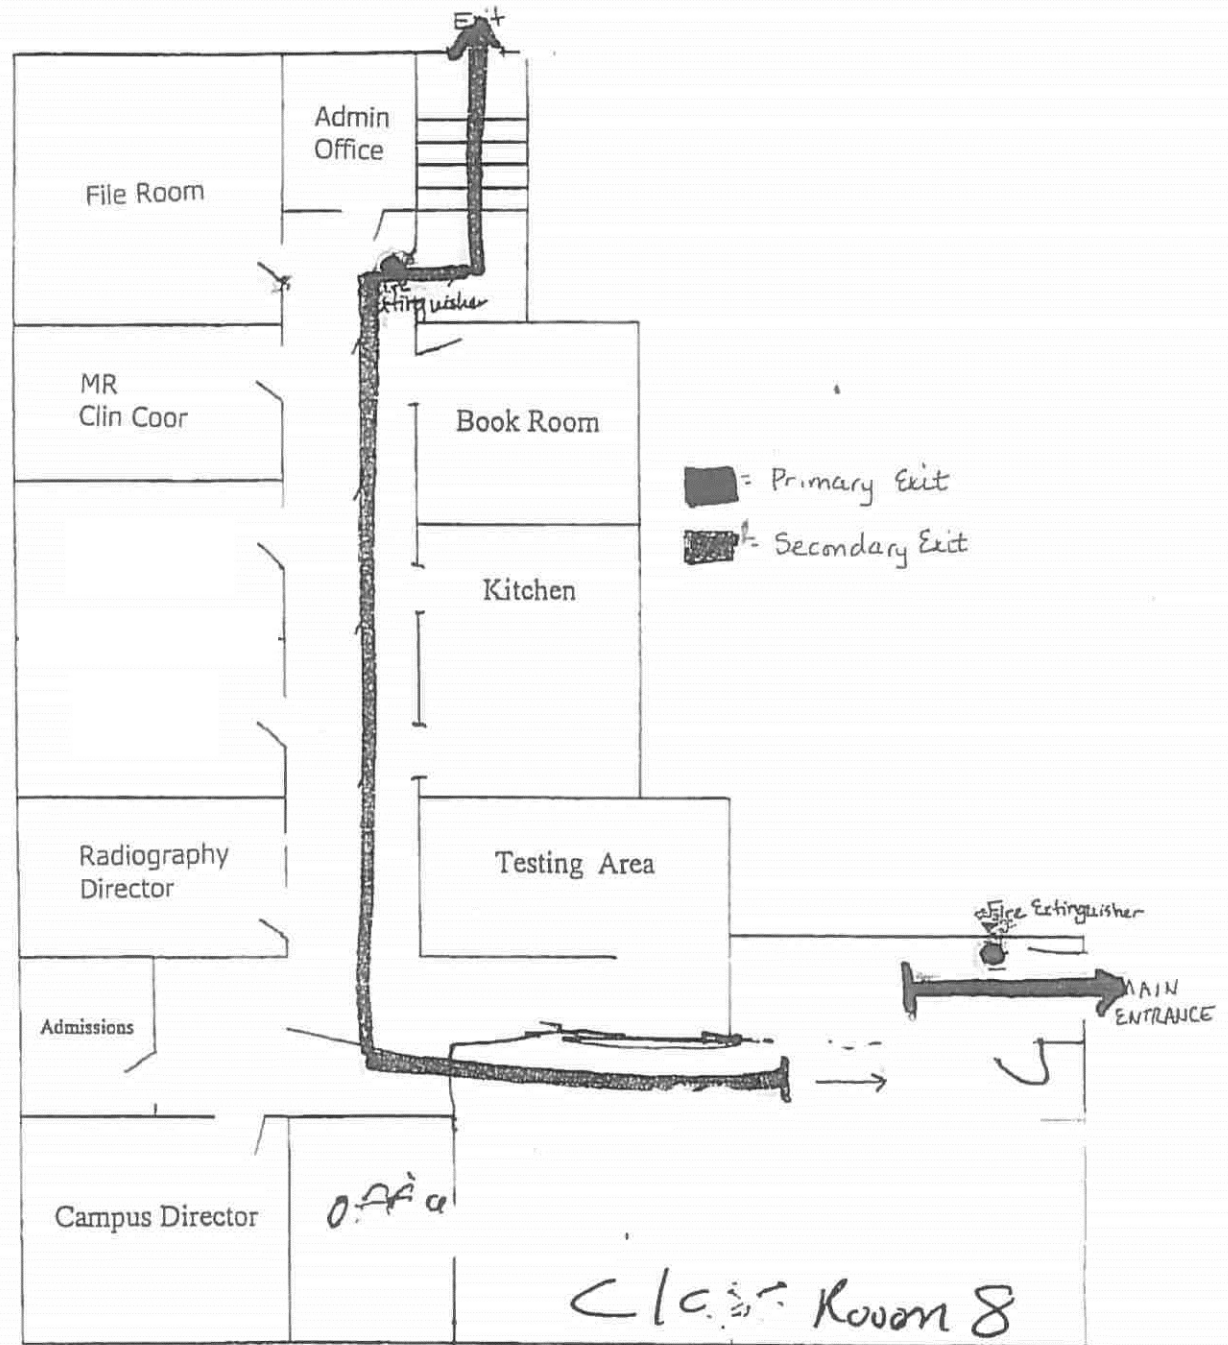 Exit
Admin
Office
File Room
Extinguisher
MR
Clin Coor
Book Room
= Primary Exit
= Secondary Exit
Kitchen
Radiography
Director
Testing Area
Fire Extinguisher
Admissions
MAIN
ENTRANCE
Campus Director
Office
Room 8